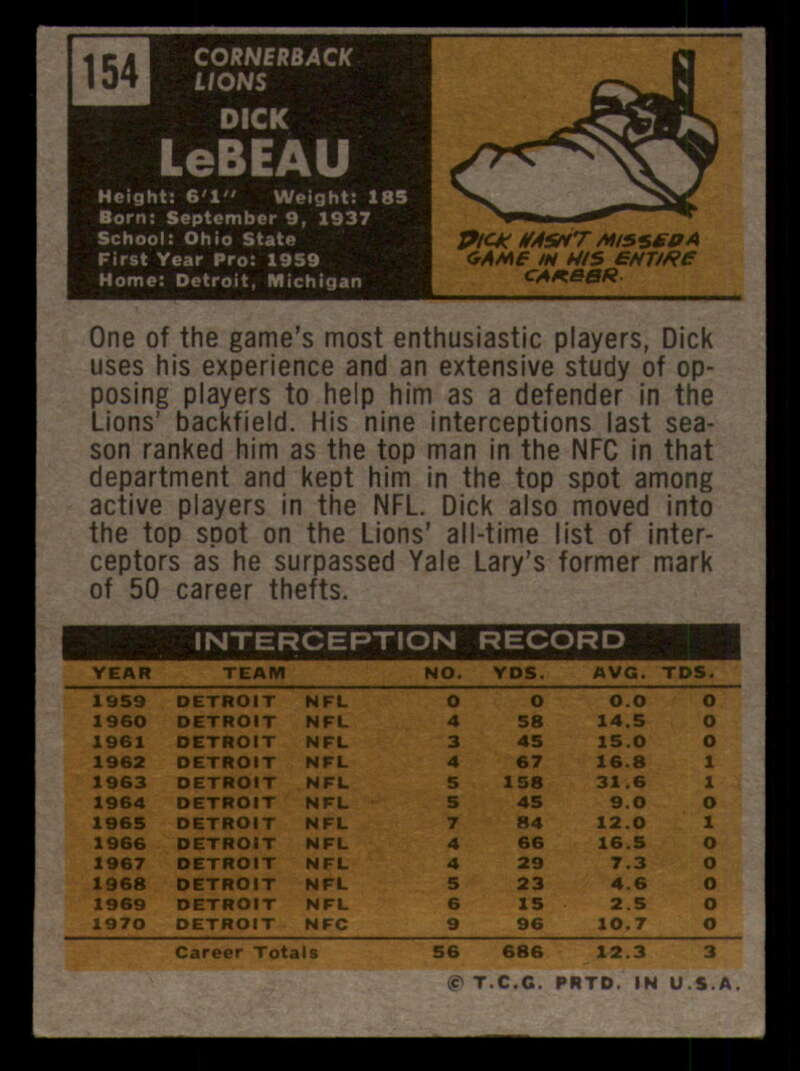 154
CORNERBACK
LIONS
DICK
LeBEAU
Height: 6'1" Weight: 185
Born: September 9, 1937
School: Ohio State
First Year Pro: 1959
Home: Detroit, Michigan
DICK HASN'T MISSED A
GAME IN HIS ENTIRE
CAREER.
One of the game's most enthusiastic players, Dick
uses his experience and an extensive study of op-
posing players to help him as a defender in the
Lions' backfield. His nine interceptions last sea-
son ranked him as the top man in the NFC in that
department and kept him in the top spot among
active players in the NFL. Dick also moved into
the top spot on the Lions' all-time list of inter-
ceptors as he surpassed Yale Lary's former mark
of 50 career thefts.
INTERCEPTION RECORD
YEAR TEAM NO. YDS. AVG. TDS.
1959 DETROIT NFL 0 0 0.0 0
1960 DETROIT NFL 4 58 14.5 0
1961 DETROIT NFL 3 45 15.0 0
1962 DETROIT NFL 4 67 16.8 1
1963 DETROIT NFL 5 158 31.6 1
1964 DETROIT NFL 5 45 9.0 0
1965 DETROIT NFL 7 84 12.0 1
1966 DETROIT NFL 4 66 16.5 0
1967 DETROIT NFL 4 29 7.3 0
1968 DETROIT NFL 5 23 4.6 0
1969 DETROIT NFL 6 15 2.5 0
1970 DETROIT NFC 9 96 10.7 0
Career Totals 56 686 12.3 3
© T.C.G. PRTD. IN U.S.A.